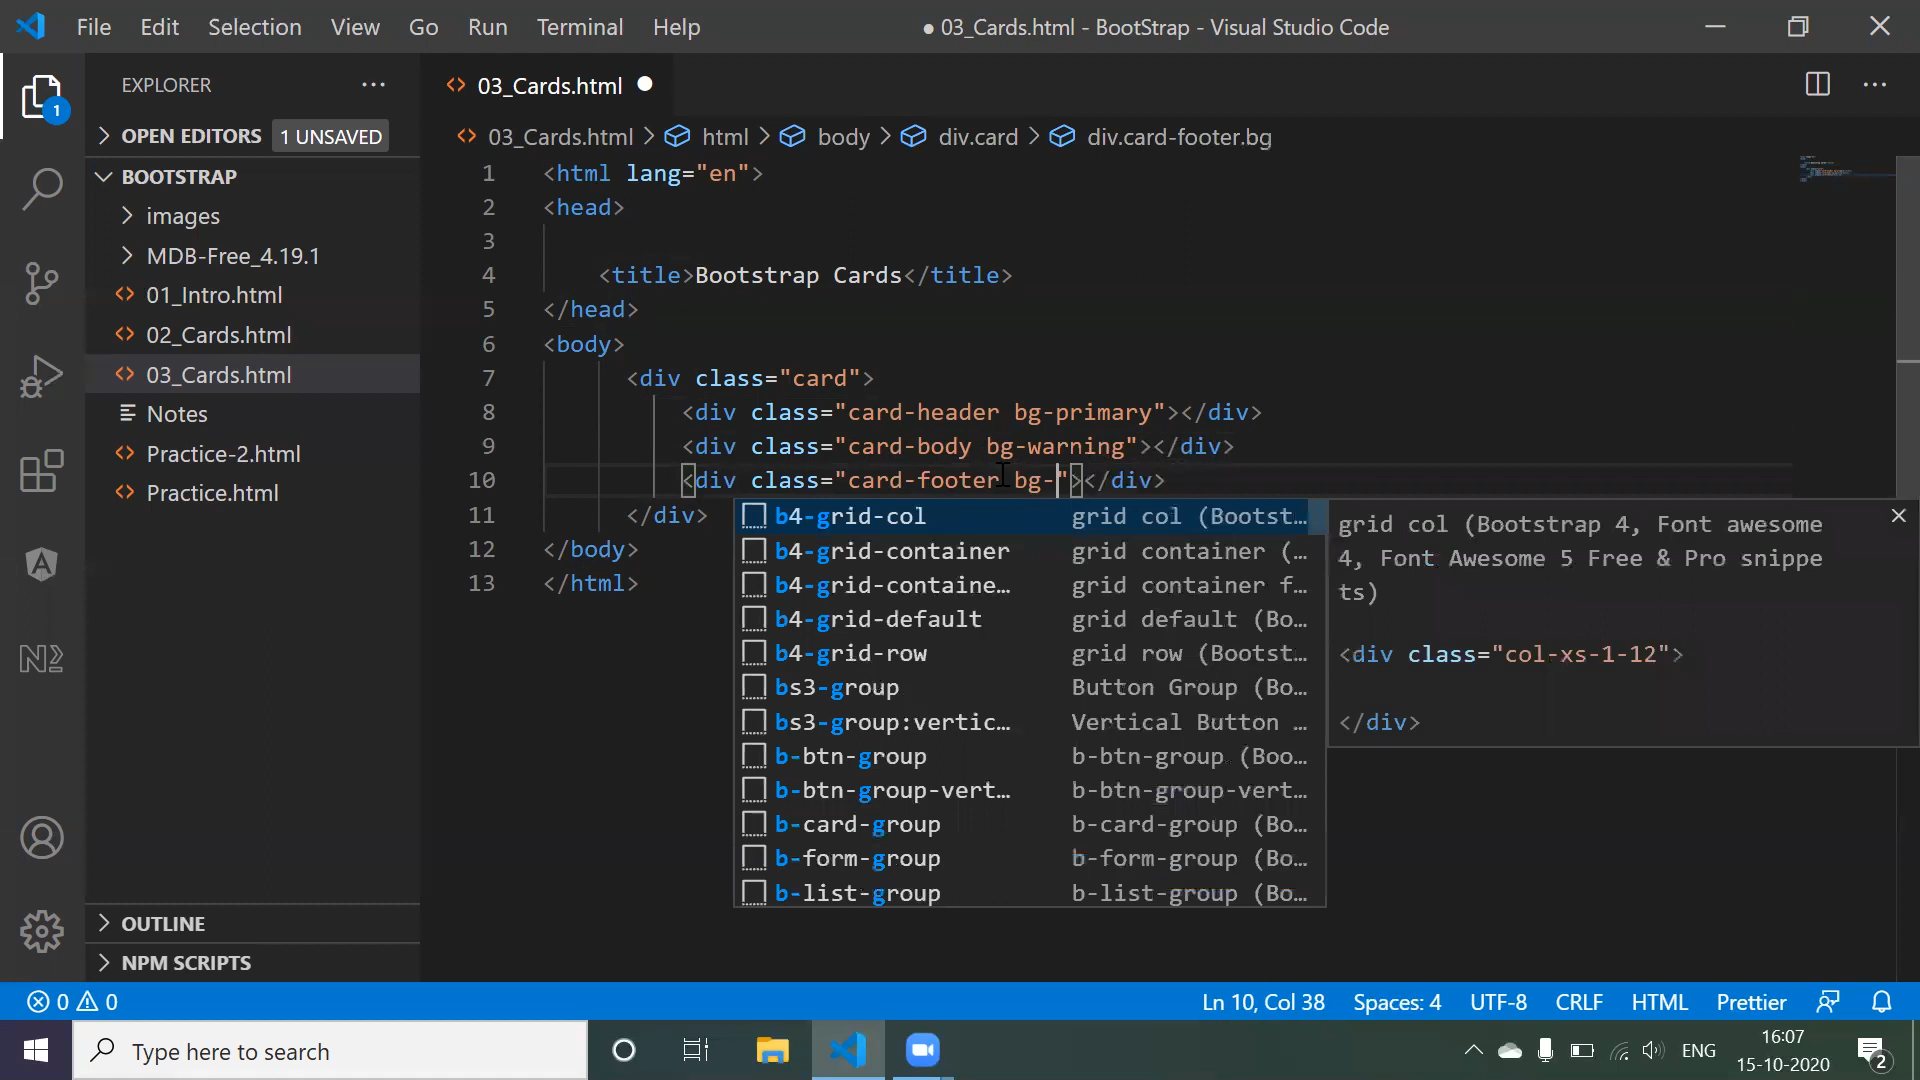 File Edit Selection View Go Run Terminal Help
● 03_Cards.html - BootStrap - Visual Studio Code
EXPLORER
03_Cards.html
1
OPEN EDITORS 1 UNSAVED
03_Cards.html > html > body > div.card > div.card-footer.bg
BOOTSTRAP
images
MDB-Free_4.19.1
01_Intro.html
02_Cards.html
03_Cards.html
Notes
Practice-2.html
Practice.html
1 <html lang="en">
2 <head>
3
4 <title>Bootstrap Cards</title>
5 </head>
6 <body>
7 <div class="card">
8 <div class="card-header bg-primary"></div>
9 <div class="card-body bg-warning"></div>
10 <div class="card-footer bg-"></div>
11 </div>
12 </body>
13 </html>
b4-grid-col grid col (Bootst…
b4-grid-container grid container (…
b4-grid-containe… grid container f…
b4-grid-default grid default (Bo…
b4-grid-row grid row (Bootst…
bs3-group Button Group (Bo…
bs3-group:vertic… Vertical Button …
b-btn-group b-btn-group (Boo…
b-btn-group-vert… b-btn-group-vert…
b-card-group b-card-group (Bo…
b-form-group b-form-group (Bo…
b-list-group b-list-group (Bo…
grid col (Bootstrap 4, Font awesome
4, Font Awesome 5 Free & Pro snippe
ts)
<div class="col-xs-1-12">
</div>
OUTLINE
NPM SCRIPTS
0 0
Ln 10, Col 38 Spaces: 4 UTF-8 CRLF HTML Prettier
Type here to search
ENG
16:07
15-10-2020
2